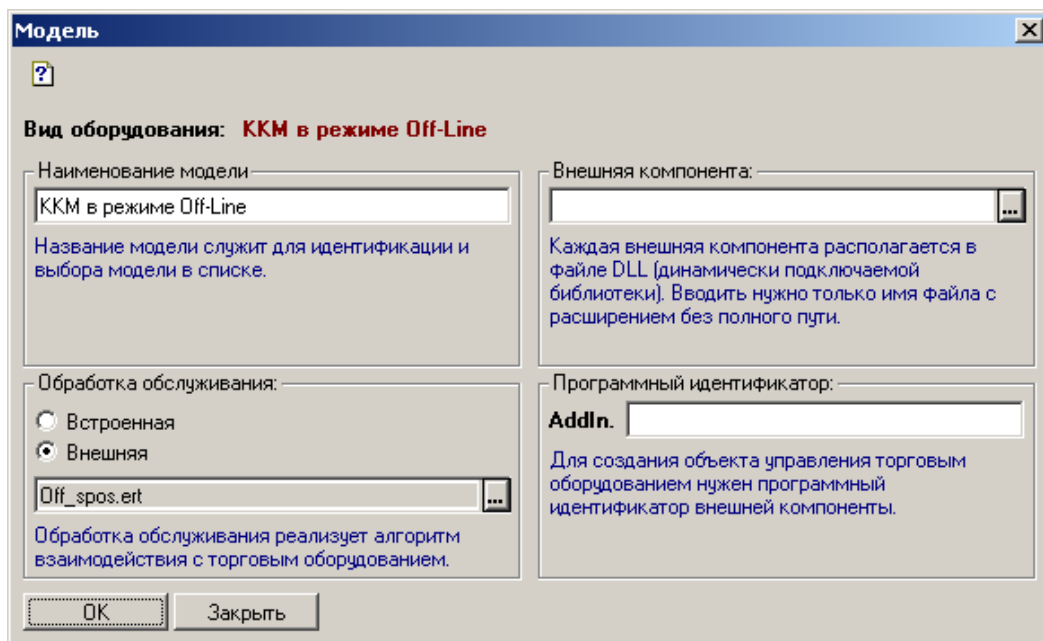 Модель
Вид оборудования: ККМ в режиме Off-Line
Наименование модели
ККМ в режиме Off-Line
Название модели служит для идентификации и
выбора модели в списке.
Внешняя компонента:
...
Каждая внешняя компонента располагается в
файле DLL (динамически подключаемой
библиотеки). Вводить нужно только имя файла с
расширением без полного пути.
Обработка обслуживания:
Встроенная
Внешняя
Off_spos.ert ...
Обработка обслуживания реализует алгоритм
взаимодействия с торговым оборудованием.
Программный идентификатор:
AddIn.
Для создания объекта управления торговым
оборудованием нужен программный
идентификатор внешней компоненты.
OK Закрыть